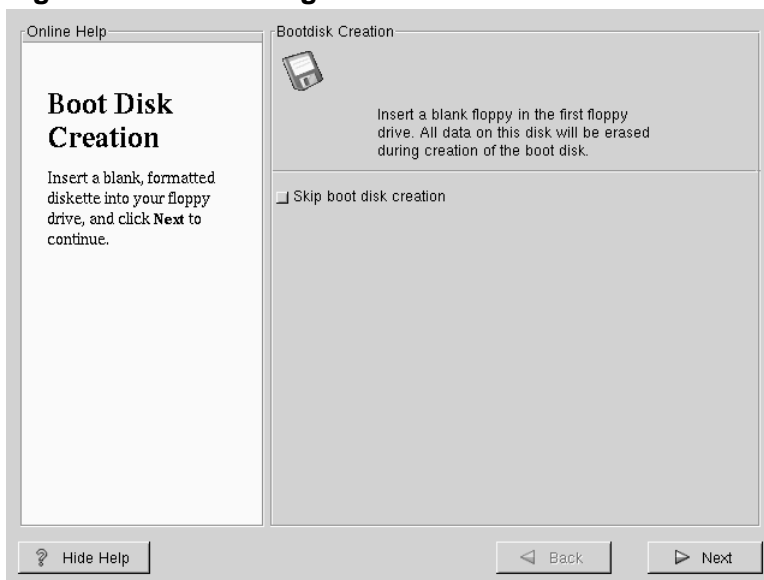 Online Help
Boot Disk
Creation
Insert a blank, formatted
diskette into your floppy
drive, and click Next to
continue.
Bootdisk Creation
Insert a blank floppy in the first floppy
drive. All data on this disk will be erased
during creation of the boot disk.
Skip boot disk creation
Hide Help
Back
Next